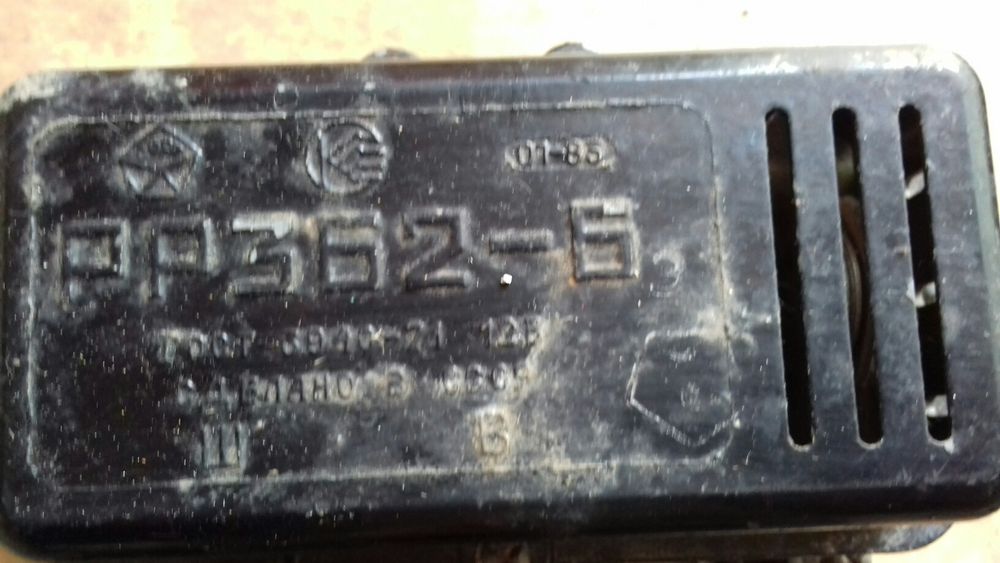 01-85
РР362-Б
ГОСТ 3940-71 12В
СДЕЛАНО В СССР
Ш В